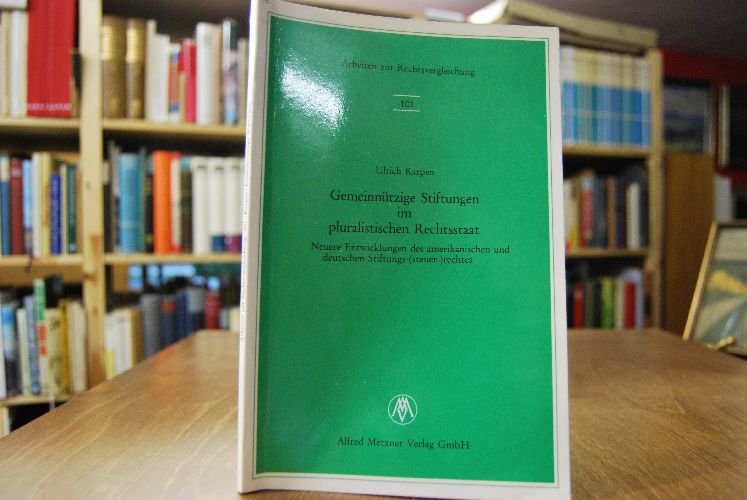 Arbeiten zur Rechtsvergleichung
101
Ulrich Karpen
Gemeinnützige Stiftungen
im
pluralistischen Rechtsstaat
Neuere Entwicklungen des amerikanischen und
deutschen Stiftungs-(steuer-)rechtes
Alfred Metzner Verlag GmbH